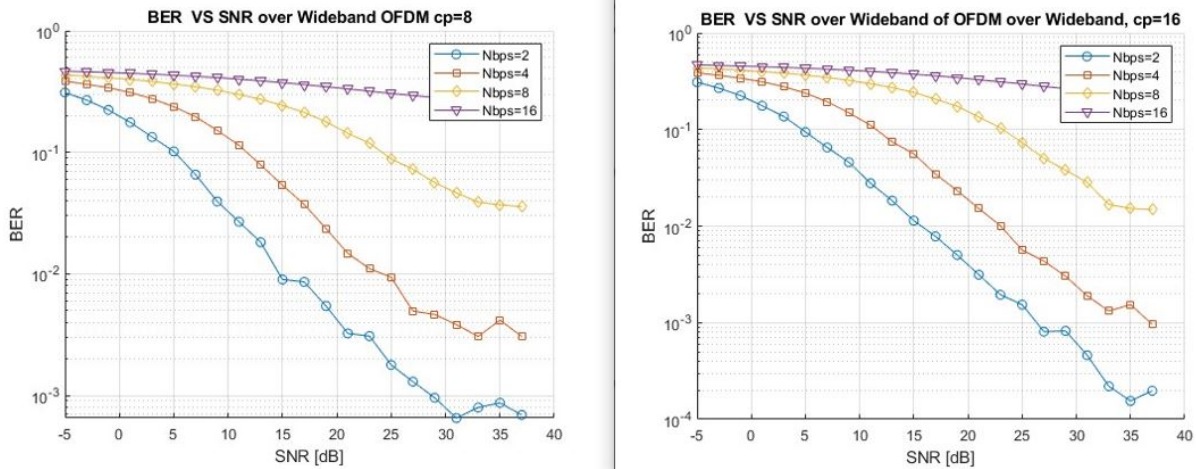 BER VS SNR over Wideband OFDM cp=8
10^0
10^-1
10^-2
10^-3
BER
-5 0 5 10 15 20 25 30 35 40
SNR [dB]
Nbps=2
Nbps=4
Nbps=8
Nbps=16
BER VS SNR over Wideband of OFDM over Wideband, cp=16
10^0
10^-1
10^-2
10^-3
10^-4
BER
-5 0 5 10 15 20 25 30 35 40
SNR [dB]
Nbps=2
Nbps=4
Nbps=8
Nbps=16